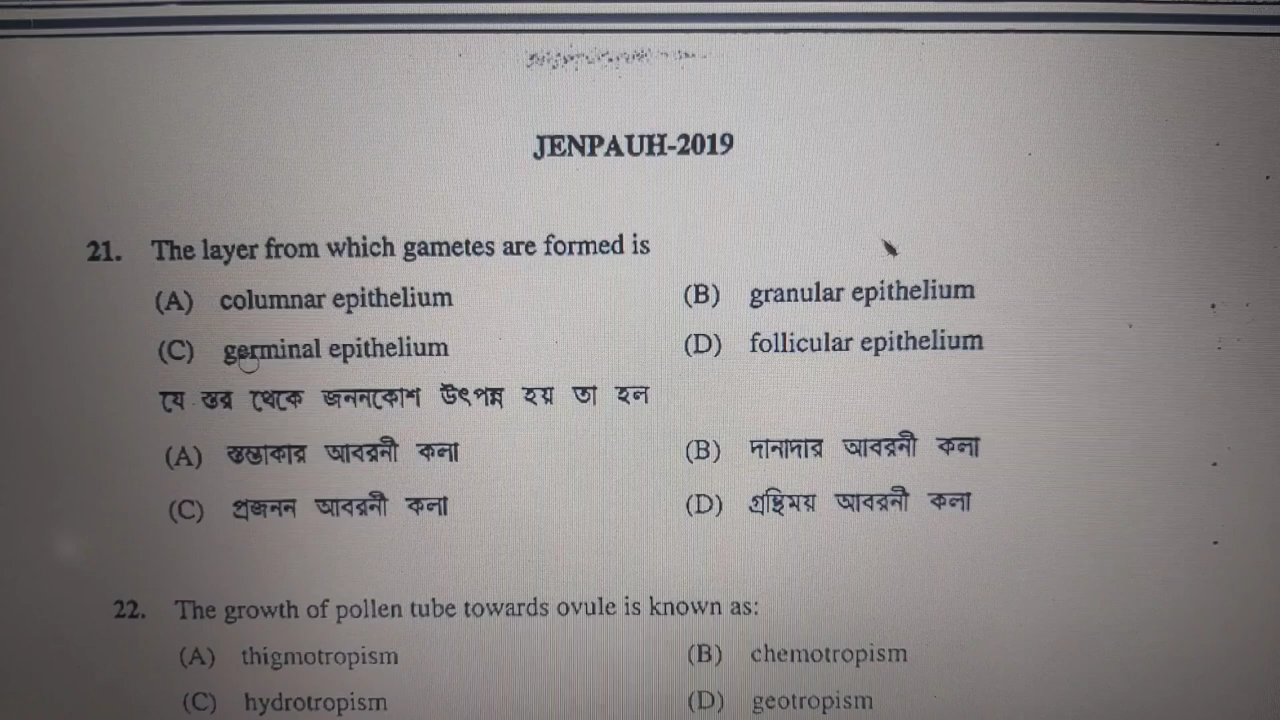 JENPAUH-2019
21. The layer from which gametes are formed is
(A) columnar epithelium (B) granular epithelium
(C) germinal epithelium (D) follicular epithelium
যে স্তর থেকে জননকোশ উৎপন্ন হয় তা হল
(A) স্তম্ভাকার আবরনী কলা (B) দানাদার আবরনী কলা
(C) প্রজনন আবরনী কলা (D) গ্রন্থিময় আবরনী কলা
22. The growth of pollen tube towards ovule is known as:
(A) thigmotropism (B) chemotropism
(C) hydrotropism (D) geotropism